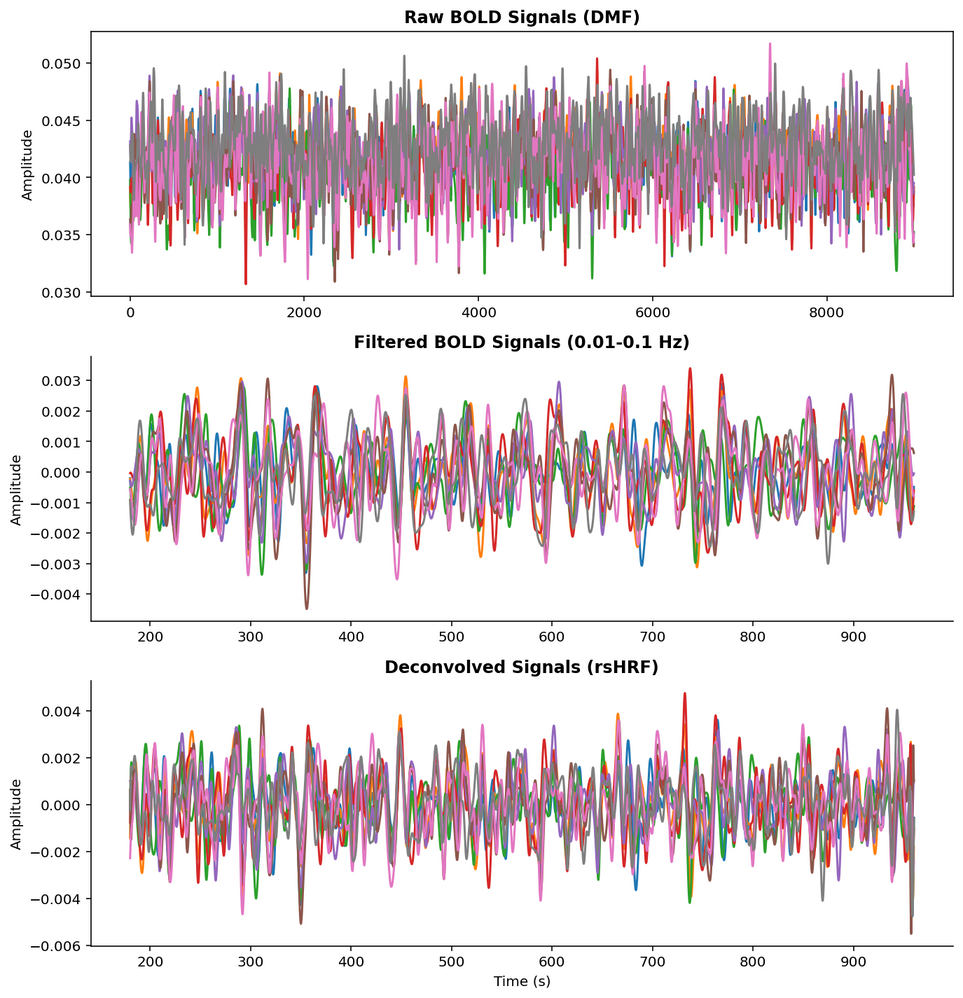 Raw BOLD Signals (DMF)
Amplitude
0.050
0.045
0.040
0.035
0.030
0 2000 4000 6000 8000
Filtered BOLD Signals (0.01-0.1 Hz)
Amplitude
0.003
0.002
0.001
0.000
−0.001
−0.002
−0.003
−0.004
200 300 400 500 600 700 800 900
Deconvolved Signals (rsHRF)
Amplitude
0.004
0.002
0.000
−0.002
−0.004
−0.006
200 300 400 500 600 700 800 900
Time (s)